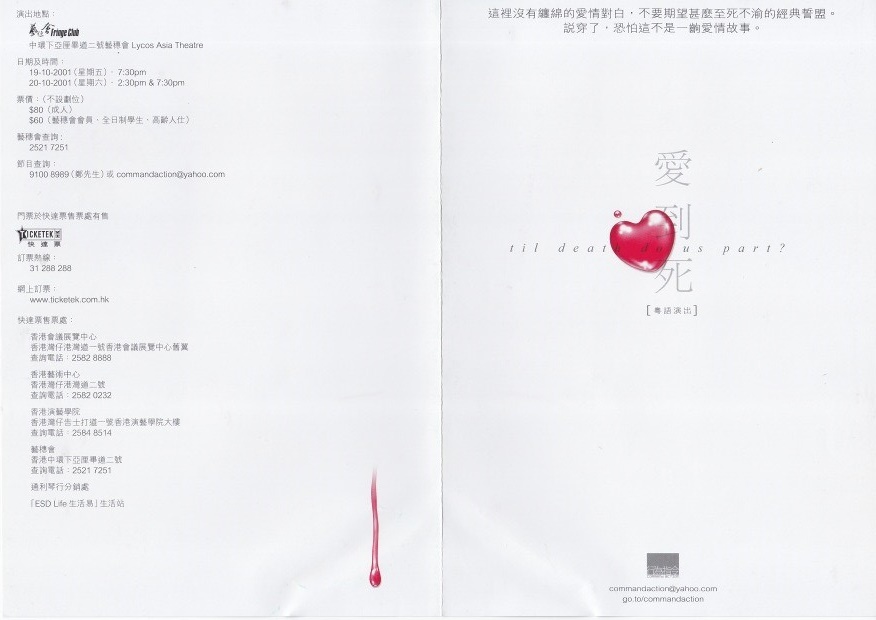 演出地點：
藝穗會 Fringe Club
中環下亞厘畢道二號藝穗會 Lycos Asia Theatre
日期及時間：
19-10-2001（星期五）‧ 7:30pm
20-10-2001（星期六）‧ 2:30pm & 7:30pm
票價：（不設劃位）
$80（成人）
$60（藝穗會會員、全日制學生、高齡人仕）
藝穗會查詢：
2521 7251
節目查詢：
9100 8989（鄭先生）或 commandaction@yahoo.com
門票於快達票售票處有售
TICKETEK
快達票
訂票熱線：
31 288 288
網上訂票：
www.ticketek.com.hk
快達票售票處：
香港會議展覽中心
香港灣仔港灣道一號香港會議展覽中心舊翼
查詢電話：2582 8888
香港藝術中心
香港灣仔港灣道二號
查詢電話：2582 0232
香港演藝學院
香港灣仔告士打道一號香港演藝學院大樓
查詢電話：2584 8514
藝穗會
香港中環下亞厘畢道二號
查詢電話：2521 7251
通利琴行分銷處
「ESD Life 生活易」生活站
這裡沒有纏綿的愛情對白，不要期望甚麼至死不渝的經典誓盟。
說穿了，恐怕這不是一齣愛情故事。
愛到死
til death do us part?
[粵語演出]
行為指令
commandaction@yahoo.com
go.to/commandaction